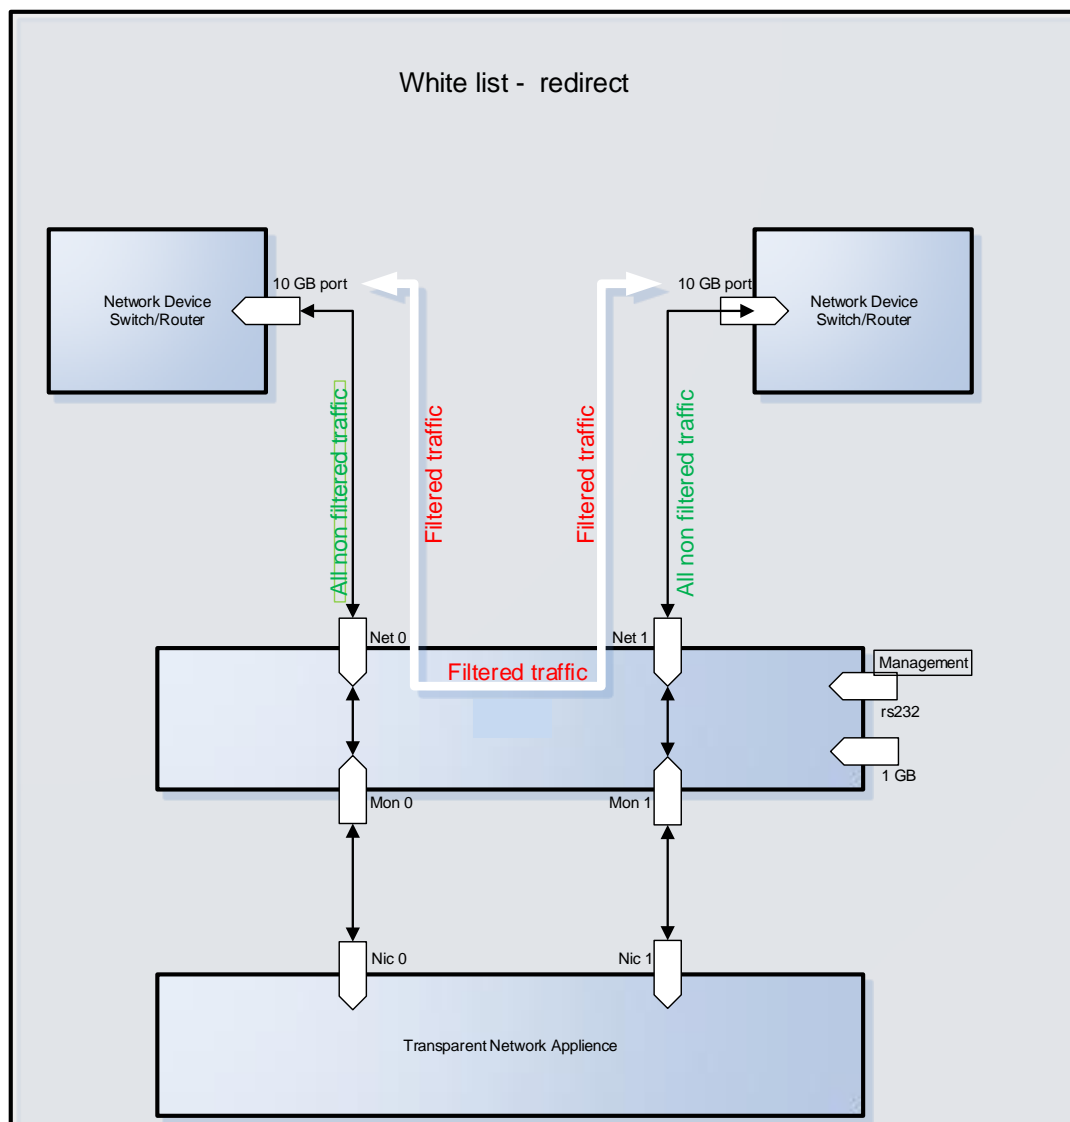 White list -  redirect
10 GB port
10 GB port
Network Device
Switch/Router
Network Device
Switch/Router
All non filtered traffic
Filtered traffic
Filtered traffic
All non filtered traffic
Net 0
Net 1
Filtered traffic
Management
rs232
1 GB
Mon 0
Mon 1
Nic 0
Nic 1
Transparent Network Applience